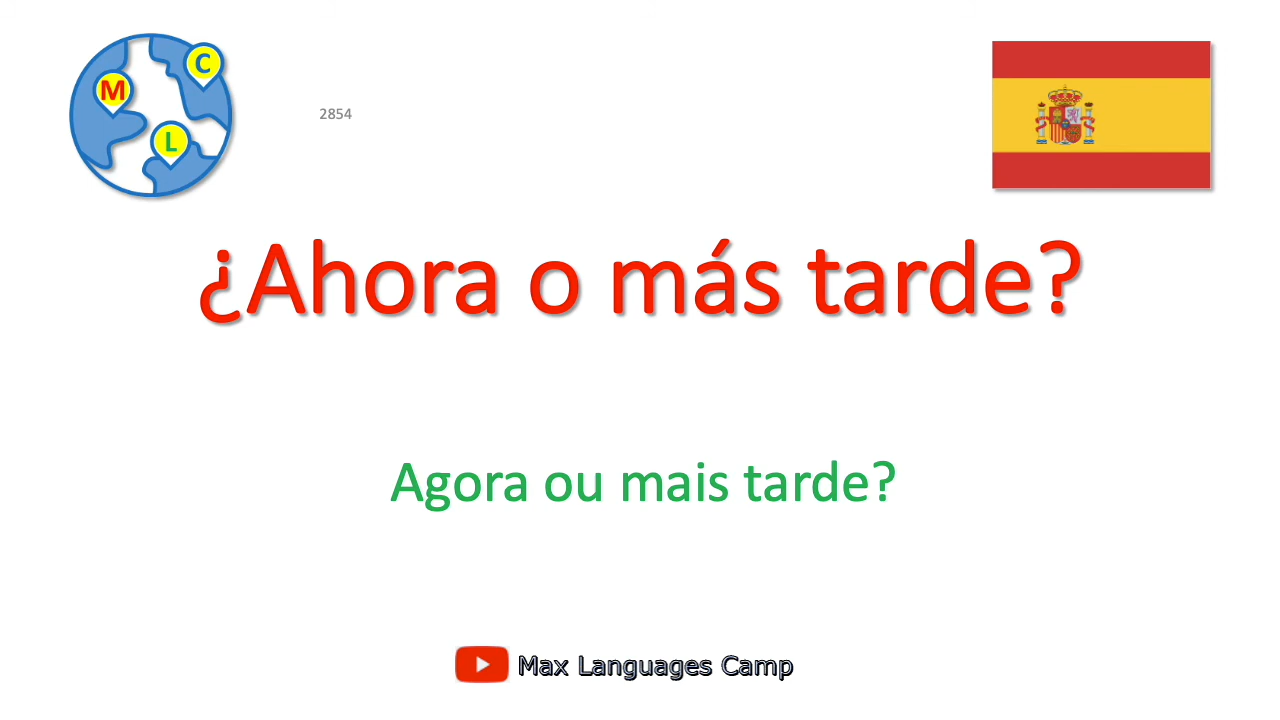 M
C
L
2854
¿Ahora o más tarde?
Agora ou mais tarde?
Max Languages Camp